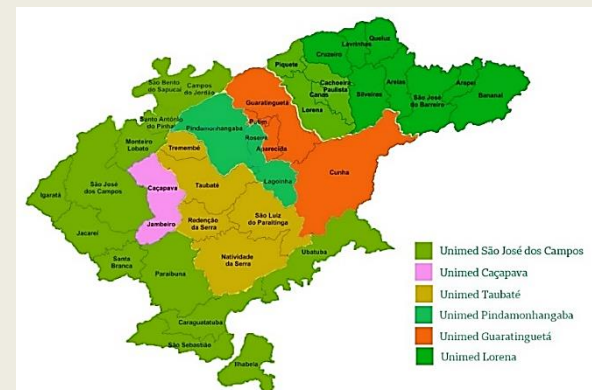 Queluz
Lavrinhas
Cruzeiro
Piquete
Cachoeira
Paulista
Canas
Lorena
Silveiras
Areias
São José
do Barreiro
Arapeí
Bananal
São Bento
do Sapucaí
Campos
do Jordão
Guaratinguetá
Potim
Roseira
Aparecida
Santo Antônio
do Pinhal
Pindamonhangaba
Monteiro
Lobato
Tremembé
Lagoinha
Cunha
Igaratá
São José
dos Campos
Caçapava
Taubaté
Jambeiro
Redenção
da Serra
São Luiz
do Paraitinga
Jacareí
Santa
Branca
Natividade
da Serra
Ubatuba
Paraibuna
Caraguatatuba
São Sebastião
Ilhabela
Unimed São José dos Campos
Unimed Caçapava
Unimed Taubaté
Unimed Pindamonhangaba
Unimed Guaratinguetá
Unimed Lorena